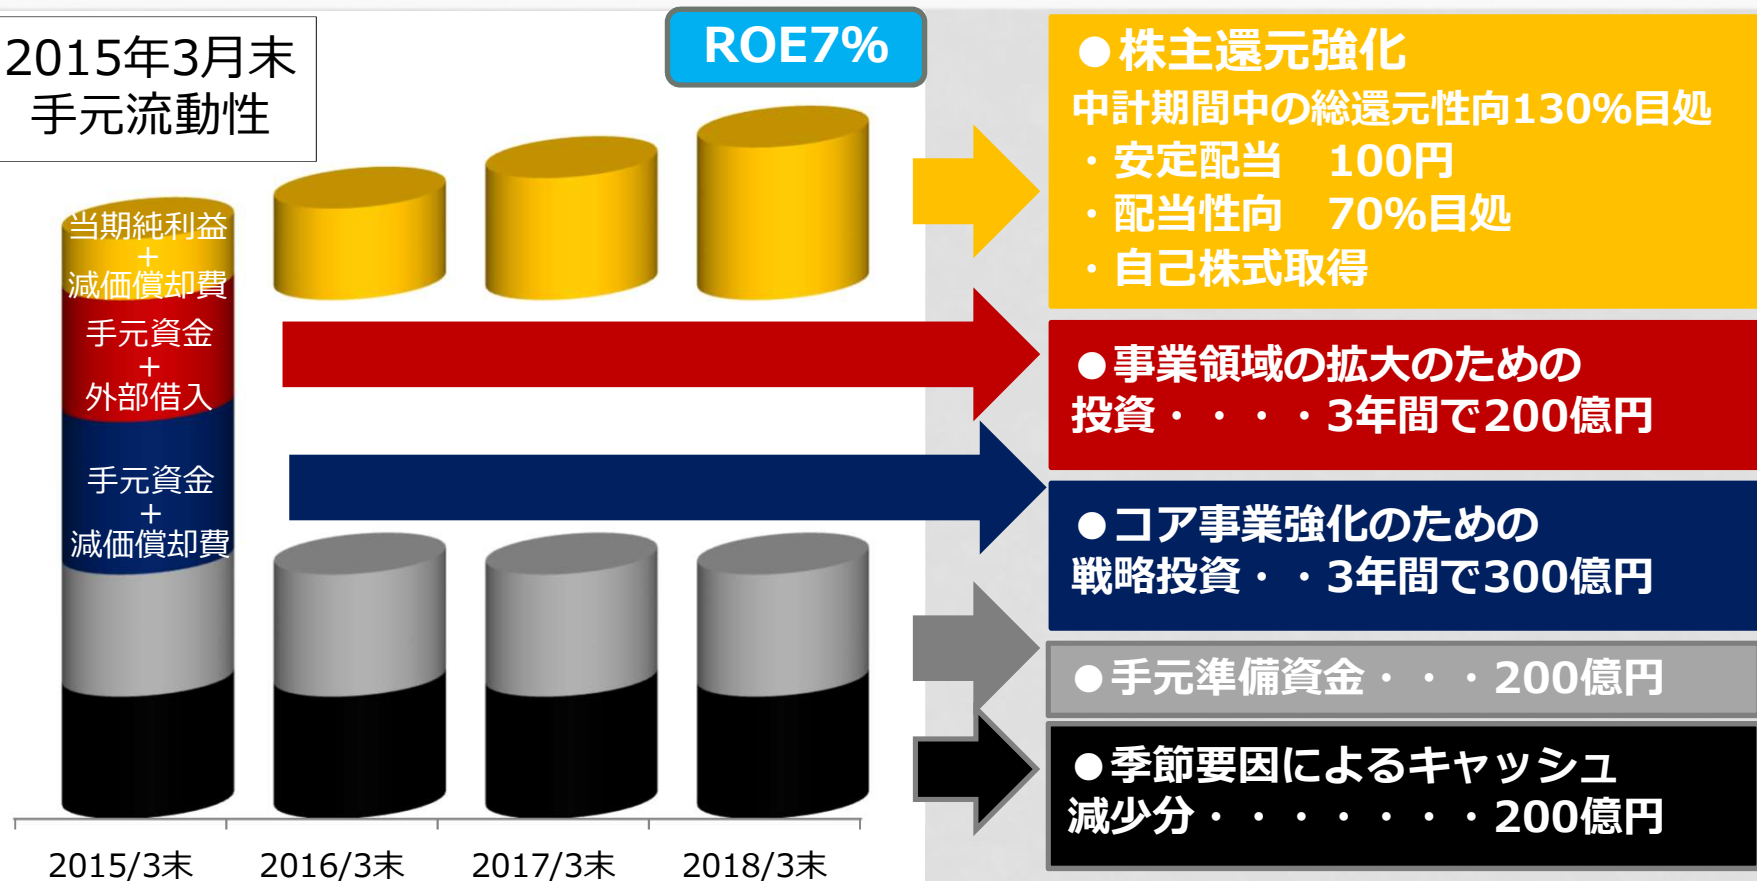 2015年3月末
手元流動性
ROE7%
当期純利益
＋
減価償却費
手元資金
＋
外部借入
手元資金
＋
減価償却費
2015/3末
2016/3末
2017/3末
2018/3末
●株主還元強化
中計期間中の総還元性向130%目処
・安定配当　100円
・配当性向　70%目処
・自己株式取得
●事業領域の拡大のための
投資・・・・3年間で200億円
●コア事業強化のための
戦略投資・・3年間で300億円
●手元準備資金・・・200億円
●季節要因によるキャッシュ
減少分・・・・・・・200億円